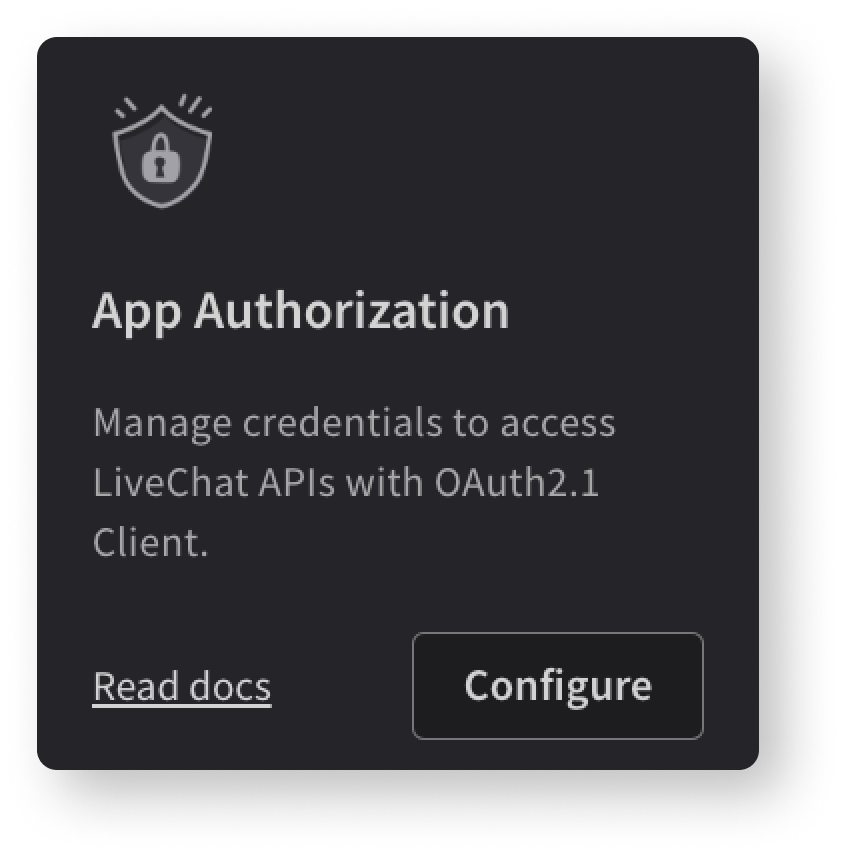 App Authorization
Manage credentials to access
LiveChat APIs with OAuth2.1
Client.
Read docs
Configure